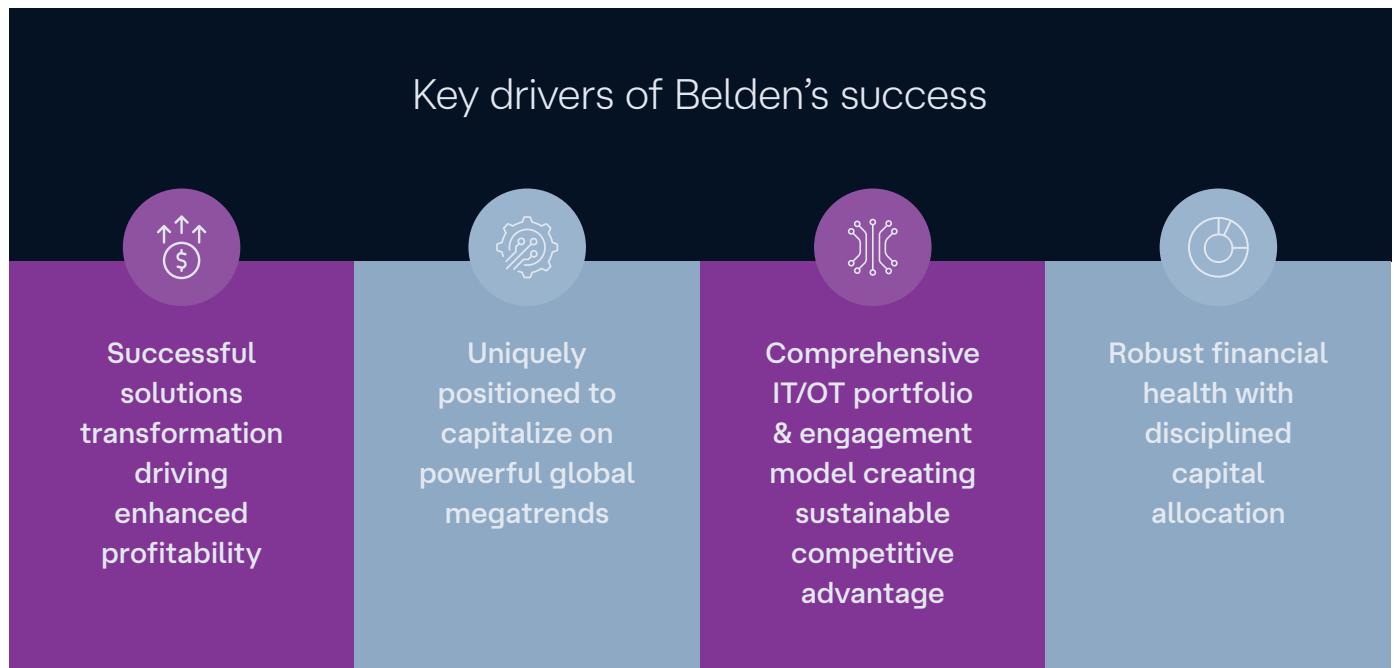 Key drivers of Belden’s success
$
Successful
solutions
transformation
driving
enhanced
profitability
Uniquely
positioned to
capitalize on
powerful global
megatrends
Comprehensive
IT/OT portfolio
& engagement
model creating
sustainable
competitive
advantage
Robust financial
health with
disciplined
capital
allocation